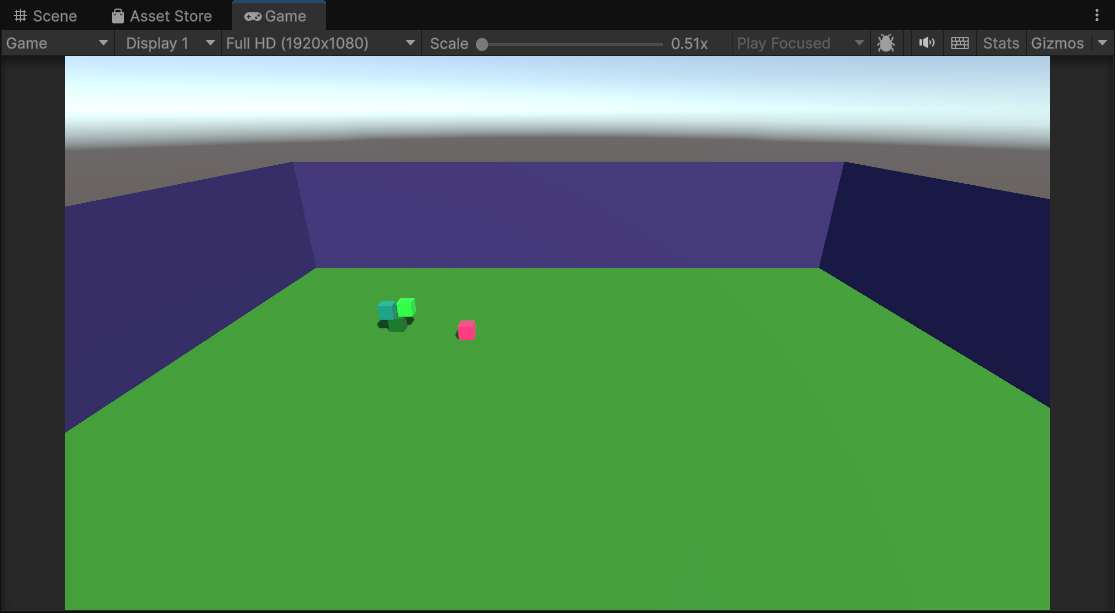 Scene Asset Store Game
Game Display 1 Full HD (1920x1080) Scale 0.51x Play Focused Stats Gizmos